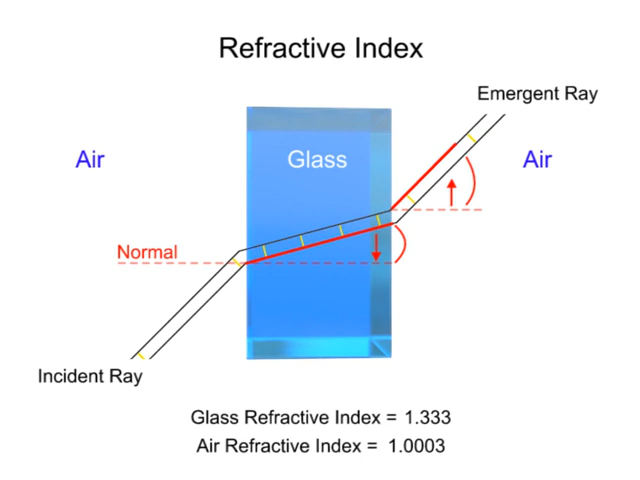 Refractive Index
Emergent Ray
Air
Glass
Air
Normal
Incident Ray
Glass Refractive Index = 1.333
Air Refractive Index = 1.0003